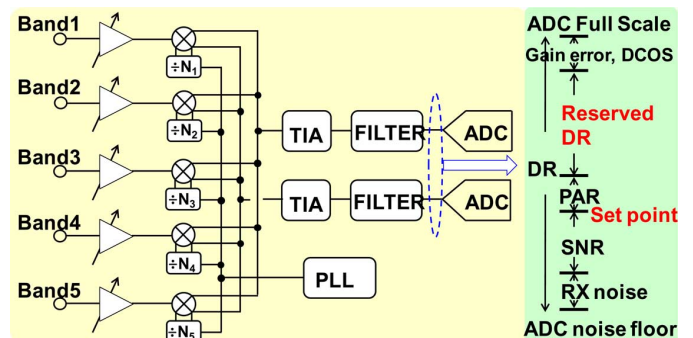 Band1
÷N1
Band2
÷N2
Band3
÷N3
Band4
÷N4
Band5
÷N5
TIA
FILTER
ADC
TIA
FILTER
ADC
PLL
ADC Full Scale
Gain error, DCOS
Reserved
DR
DR
PAR
Set point
SNR
RX noise
ADC noise floor